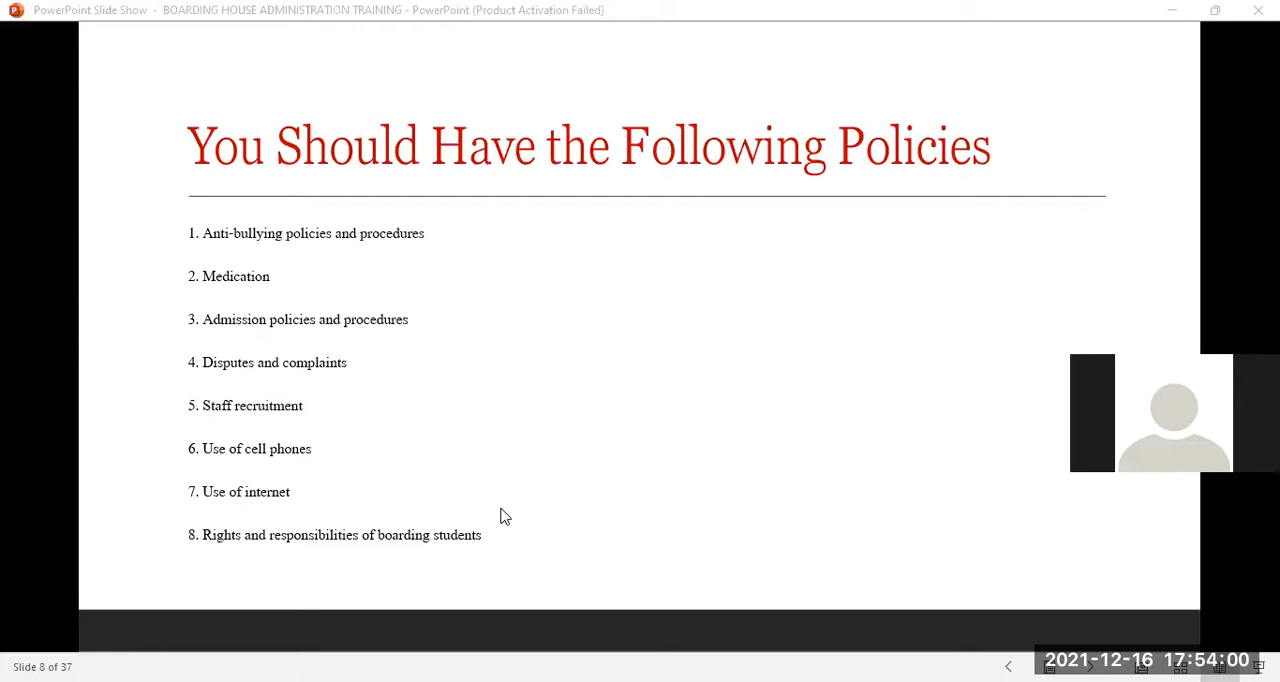 PowerPoint Slide Show - BOARDING HOUSE ADMINISTRATION TRAINING - PowerPoint (Product Activation Failed)
You Should Have the Following Policies
1. Anti-bullying policies and procedures
2. Medication
3. Admission policies and procedures
4. Disputes and complaints
5. Staff recruitment
6. Use of cell phones
7. Use of internet
8. Rights and responsibilities of boarding students
Slide 8 of 37
2021-12-16 17:54:00